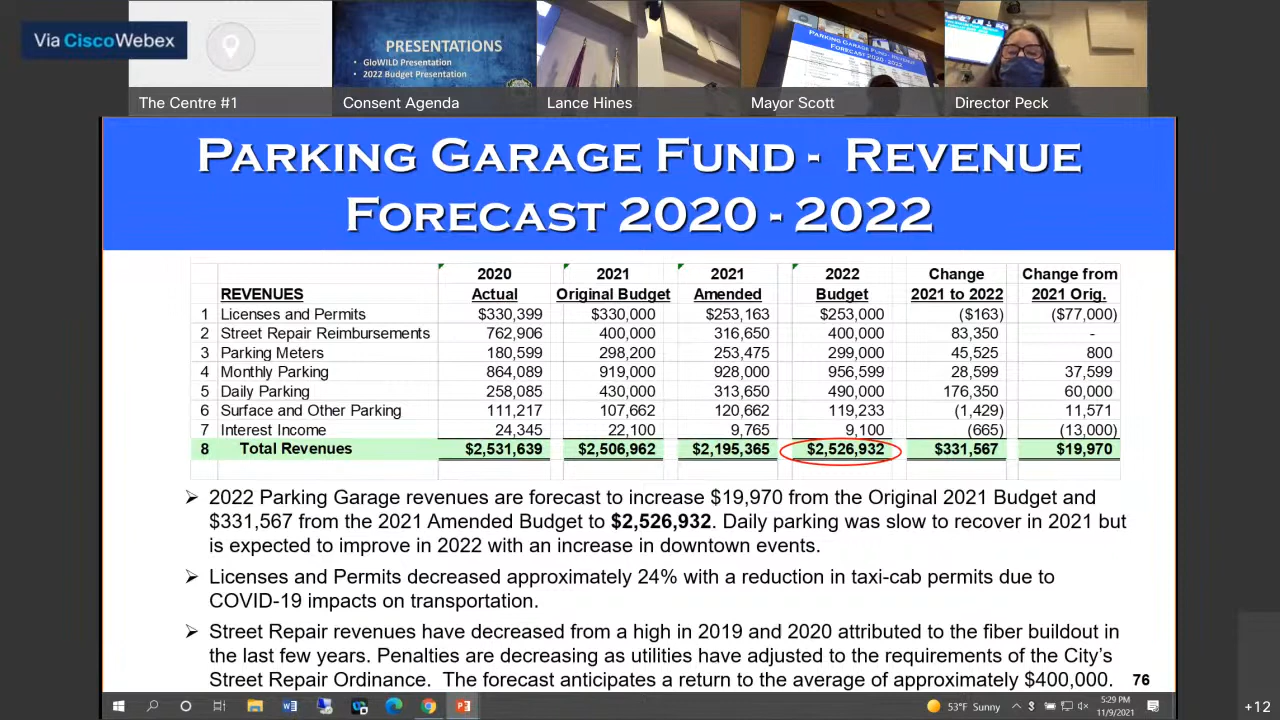 Via CiscoWebex
PRESENTATIONS
• GloWILD Presentation
• 2022 Budget Presentation
PARKING GARAGE FUND - REVENUE
FORECAST 2020 - 2022
The Centre #1
Consent Agenda
Lance Hines
Mayor Scott
Director Peck
PARKING GARAGE FUND - REVENUE
FORECAST 2020 - 2022
2020 2021 2021 2022 Change Change from
REVENUES Actual Original Budget Amended Budget 2021 to 2022 2021 Orig.
1 Licenses and Permits $330,399 $330,000 $253,163 $253,000 ($163) ($77,000)
2 Street Repair Reimbursements 762,906 400,000 316,650 400,000 83,350 -
3 Parking Meters 180,599 298,200 253,475 299,000 45,525 800
4 Monthly Parking 864,089 919,000 928,000 956,599 28,599 37,599
5 Daily Parking 258,085 430,000 313,650 490,000 176,350 60,000
6 Surface and Other Parking 111,217 107,662 120,662 119,233 (1,429) 11,571
7 Interest Income 24,345 22,100 9,765 9,100 (665) (13,000)
8 Total Revenues $2,531,639 $2,506,962 $2,195,365 $2,526,932 $331,567 $19,970
➢ 2022 Parking Garage revenues are forecast to increase $19,970 from the Original 2021 Budget and
$331,567 from the 2021 Amended Budget to $2,526,932. Daily parking was slow to recover in 2021 but
is expected to improve in 2022 with an increase in downtown events.
➢ Licenses and Permits decreased approximately 24% with a reduction in taxi-cab permits due to
COVID-19 impacts on transportation.
➢ Street Repair revenues have decreased from a high in 2019 and 2020 attributed to the fiber buildout in
the last few years. Penalties are decreasing as utilities have adjusted to the requirements of the City's
Street Repair Ordinance. The forecast anticipates a return to the average of approximately $400,000.
76
53°F Sunny
5:29 PM
11/9/2021
+12